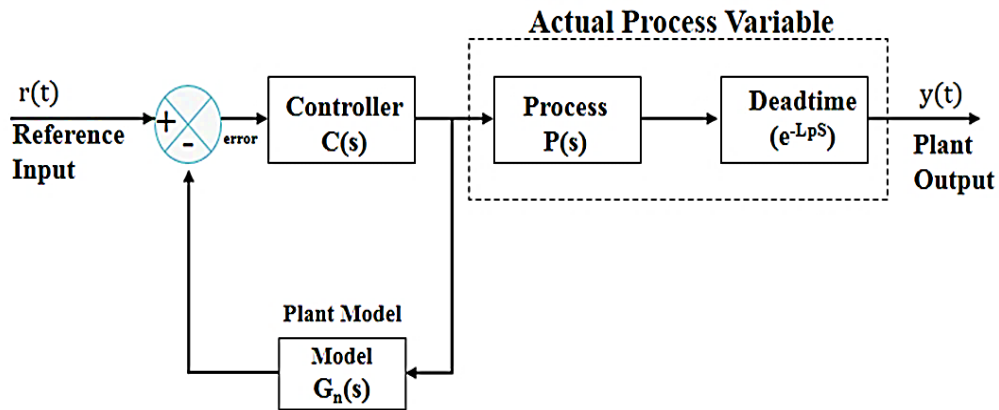 Actual Process Variable
r(t)
Reference
Input
+
-
error
Controller
C(s)
Process
P(s)
Deadtime
(e^-LpS)
y(t)
Plant
Output
Plant Model
Model
Gₙ(s)